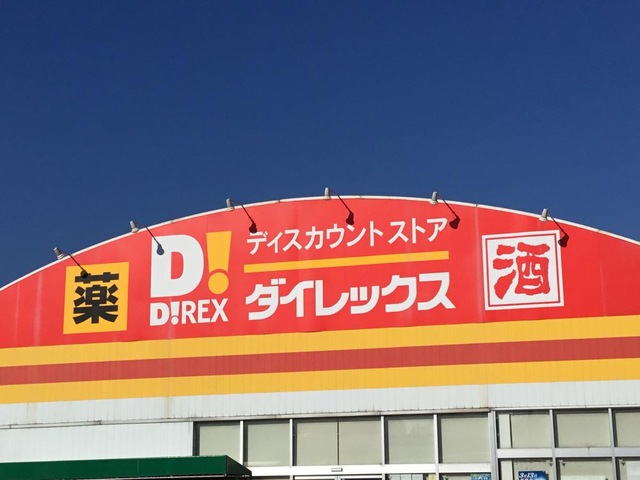 薬
D!
D!REX
ディスカウント ストア
ダイレックス
酒